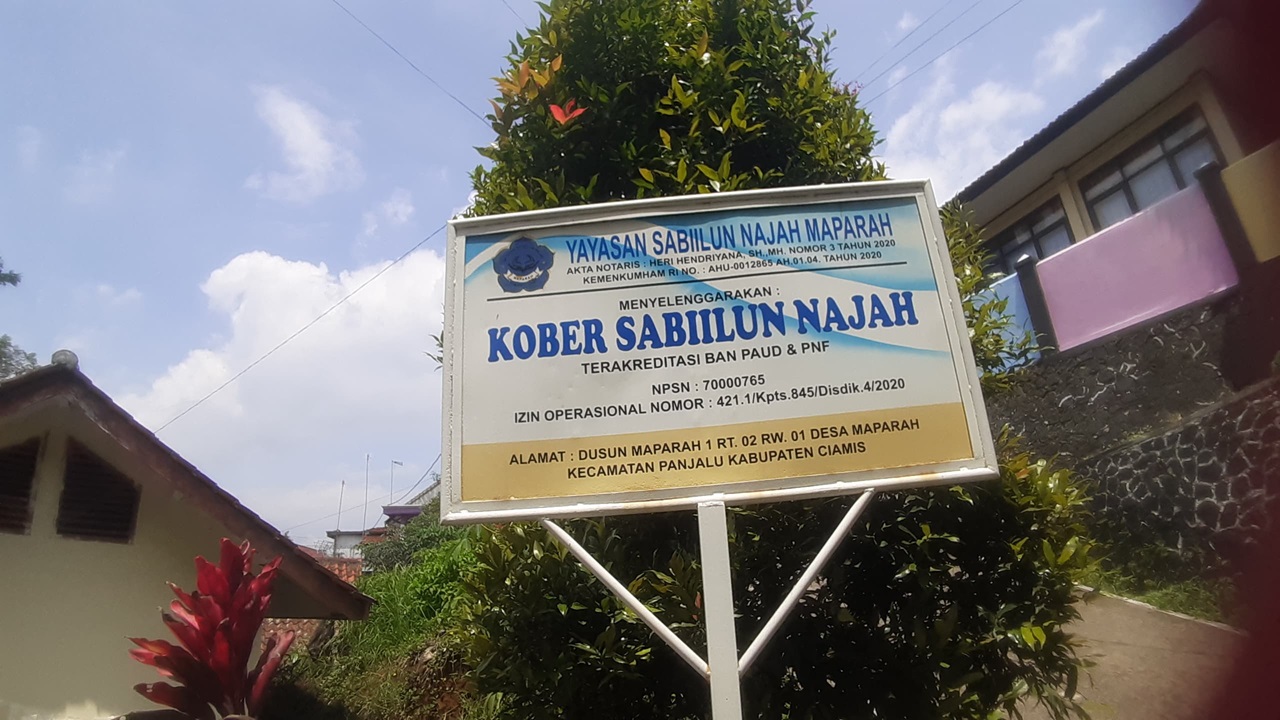 YAYASAN SABIILUN NAJAH MAPARAH
AKTA NOTARIS : HERI HENDRIYANA, SH.,MH. NOMOR 3 TAHUN 2020
KEMENKUMHAM RI NO. : AHU-0012865 AH.01.04. TAHUN 2020
MENYELENGGARAKAN :
KOBER SABIILUN NAJAH
TERAKREDITASI BAN PAUD & PNF
NPSN : 70000765
IZIN OPERASIONAL NOMOR : 421.1/Kpts.845/Disdik.4/2020
ALAMAT : DUSUN MAPARAH 1 RT. 02 RW. 01 DESA MAPARAH
KECAMATAN PANJALU KABUPATEN CIAMIS